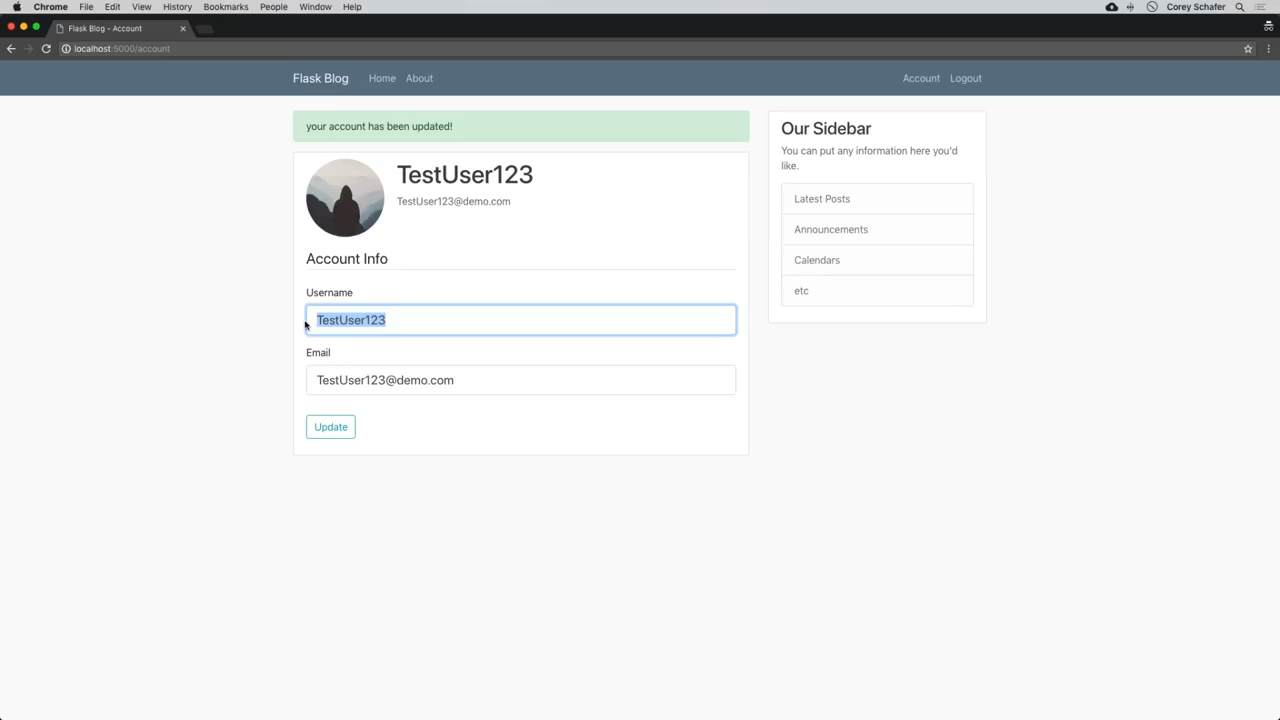 Chrome File Edit View History Bookmarks People Window Help Corey Schafer
Flask Blog - Account
localhost:5000/account
Flask Blog Home About Account Logout
your account has been updated!
TestUser123
TestUser123@demo.com
Account Info
Username
TestUser123
Email
TestUser123@demo.com
Update
Our Sidebar
You can put any information here you'd
like.
Latest Posts
Announcements
Calendars
etc